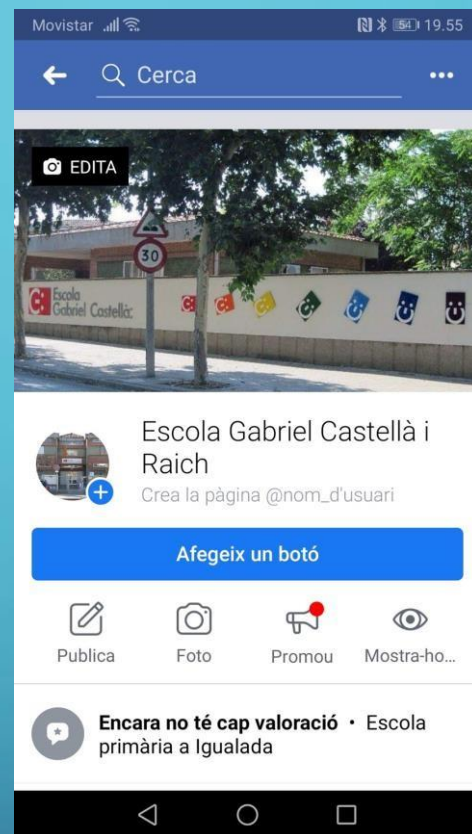 Movistar 54 19.55
Cerca
EDITA
30
Escola
Gabriel Castellà:
Escola Gabriel Castellà i
Raich
Crea la pàgina @nom_d'usuari
Afegeix un botó
Publica Foto Promou Mostra-ho...
Encara no té cap valoració • Escola
primària a Igualada